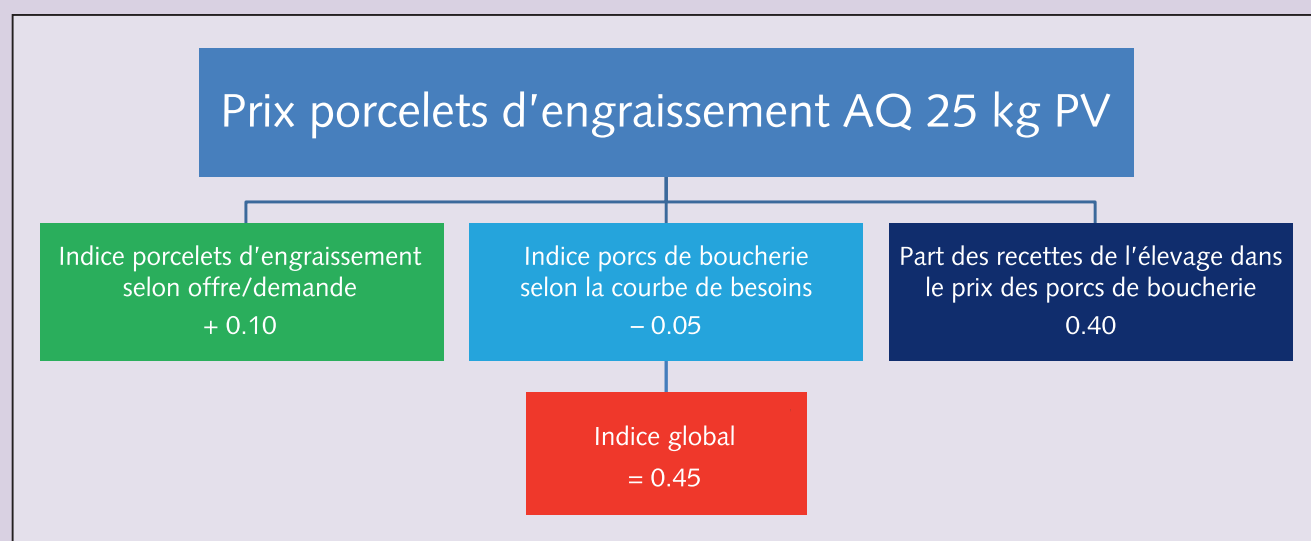 Prix porcelets d'engraissement AQ 25 kg PV
Indice porcelets d'engraissement
selon offre/demande
+ 0.10
Indice porcs de boucherie
selon la courbe de besoins
– 0.05
Part des recettes de l'élevage dans
le prix des porcs de boucherie
0.40
Indice global
= 0.45